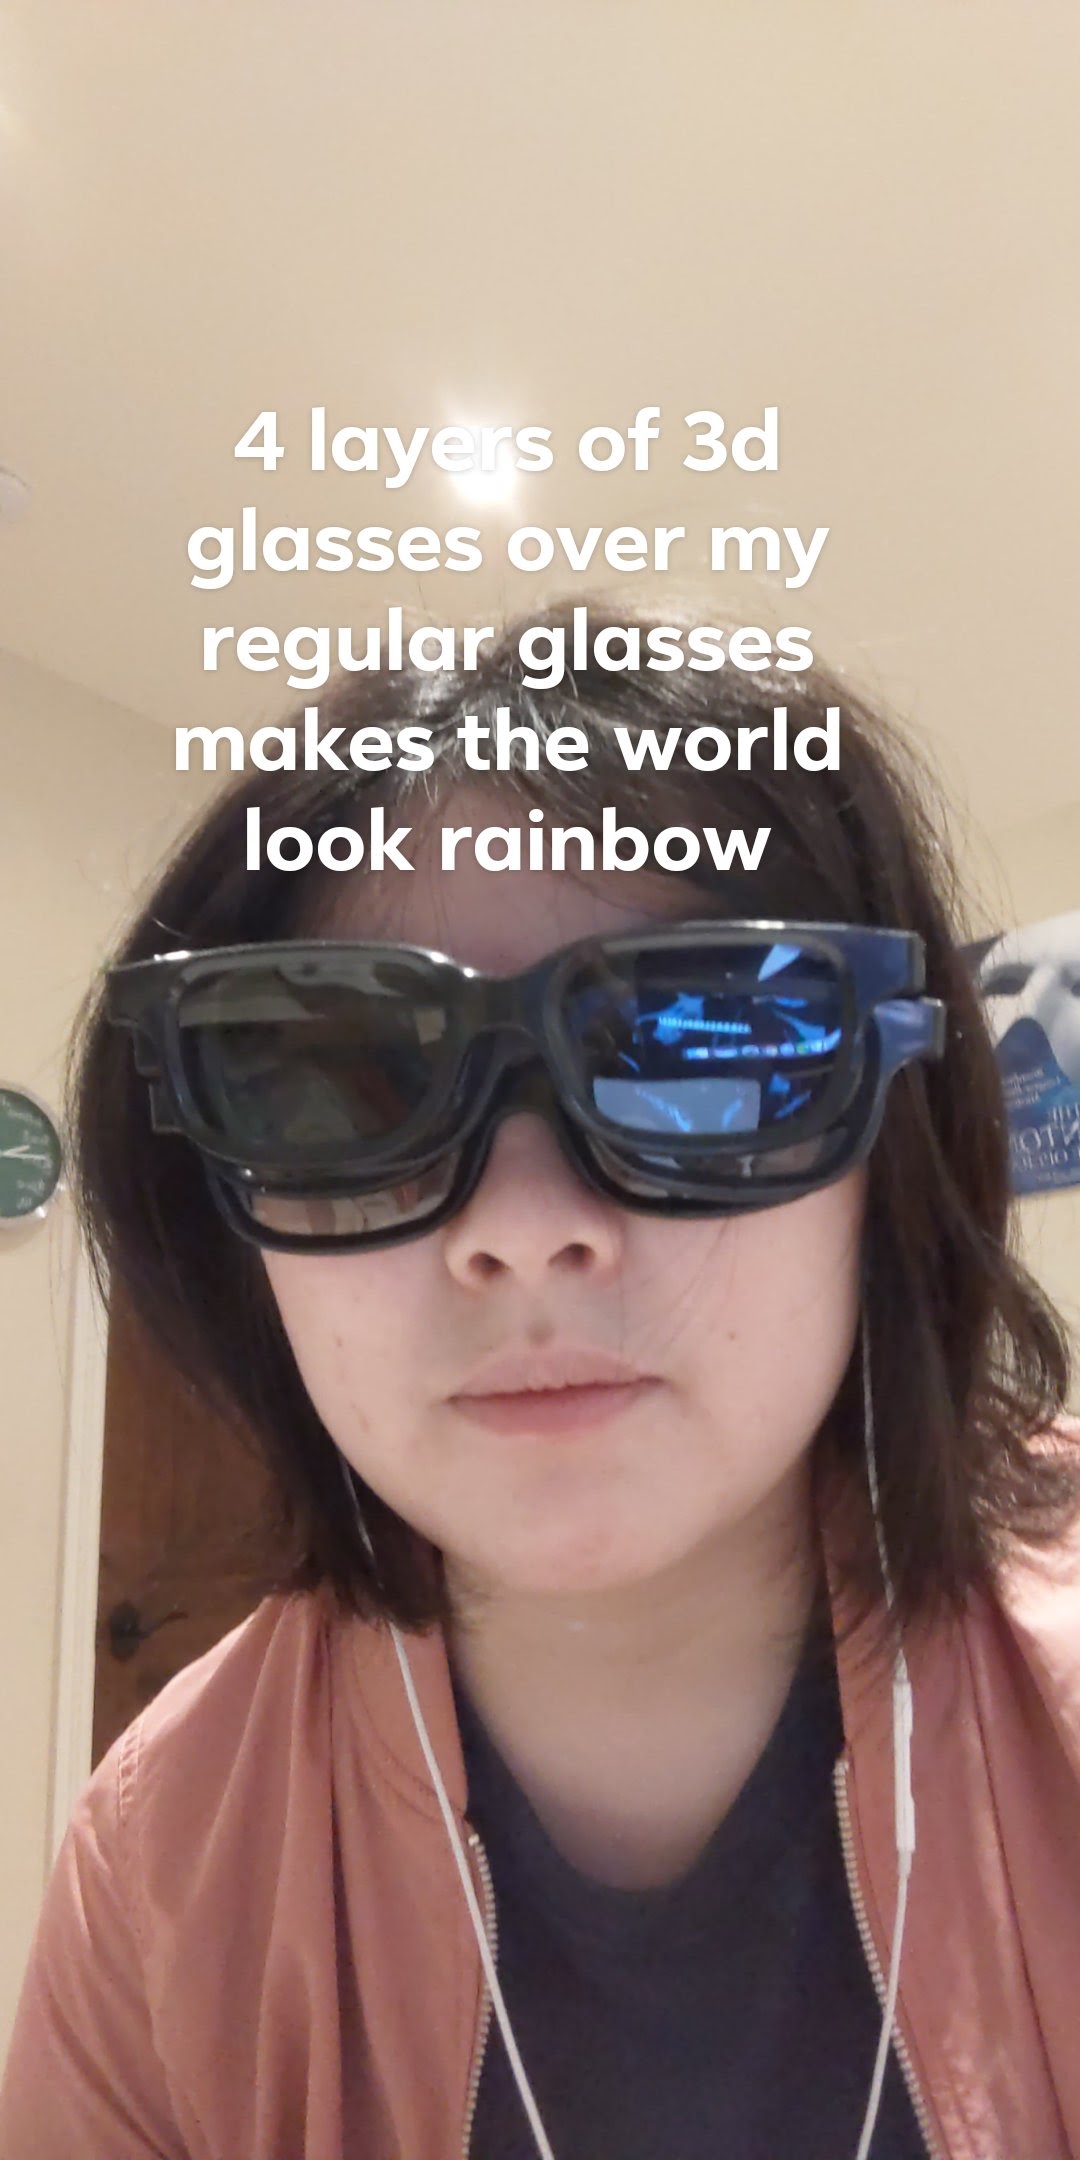 4 layers of 3d
glasses over my
regular glasses
makes the world
look rainbow